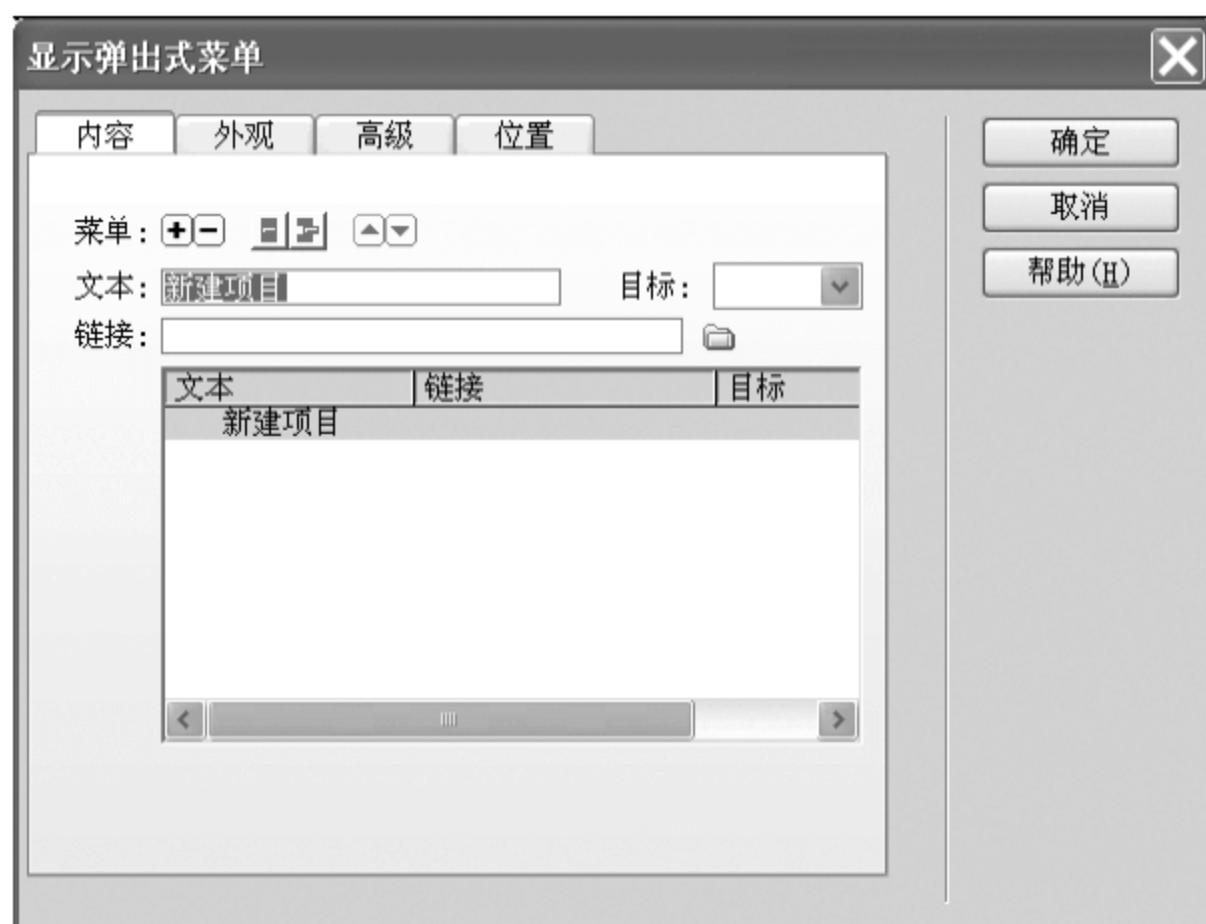 显示弹出式菜单
内容 外观 高级 位置
确定
取消
帮助(H)
菜单:
文本: 新建项目 目标:
链接:
文本 链接 目标
新建项目